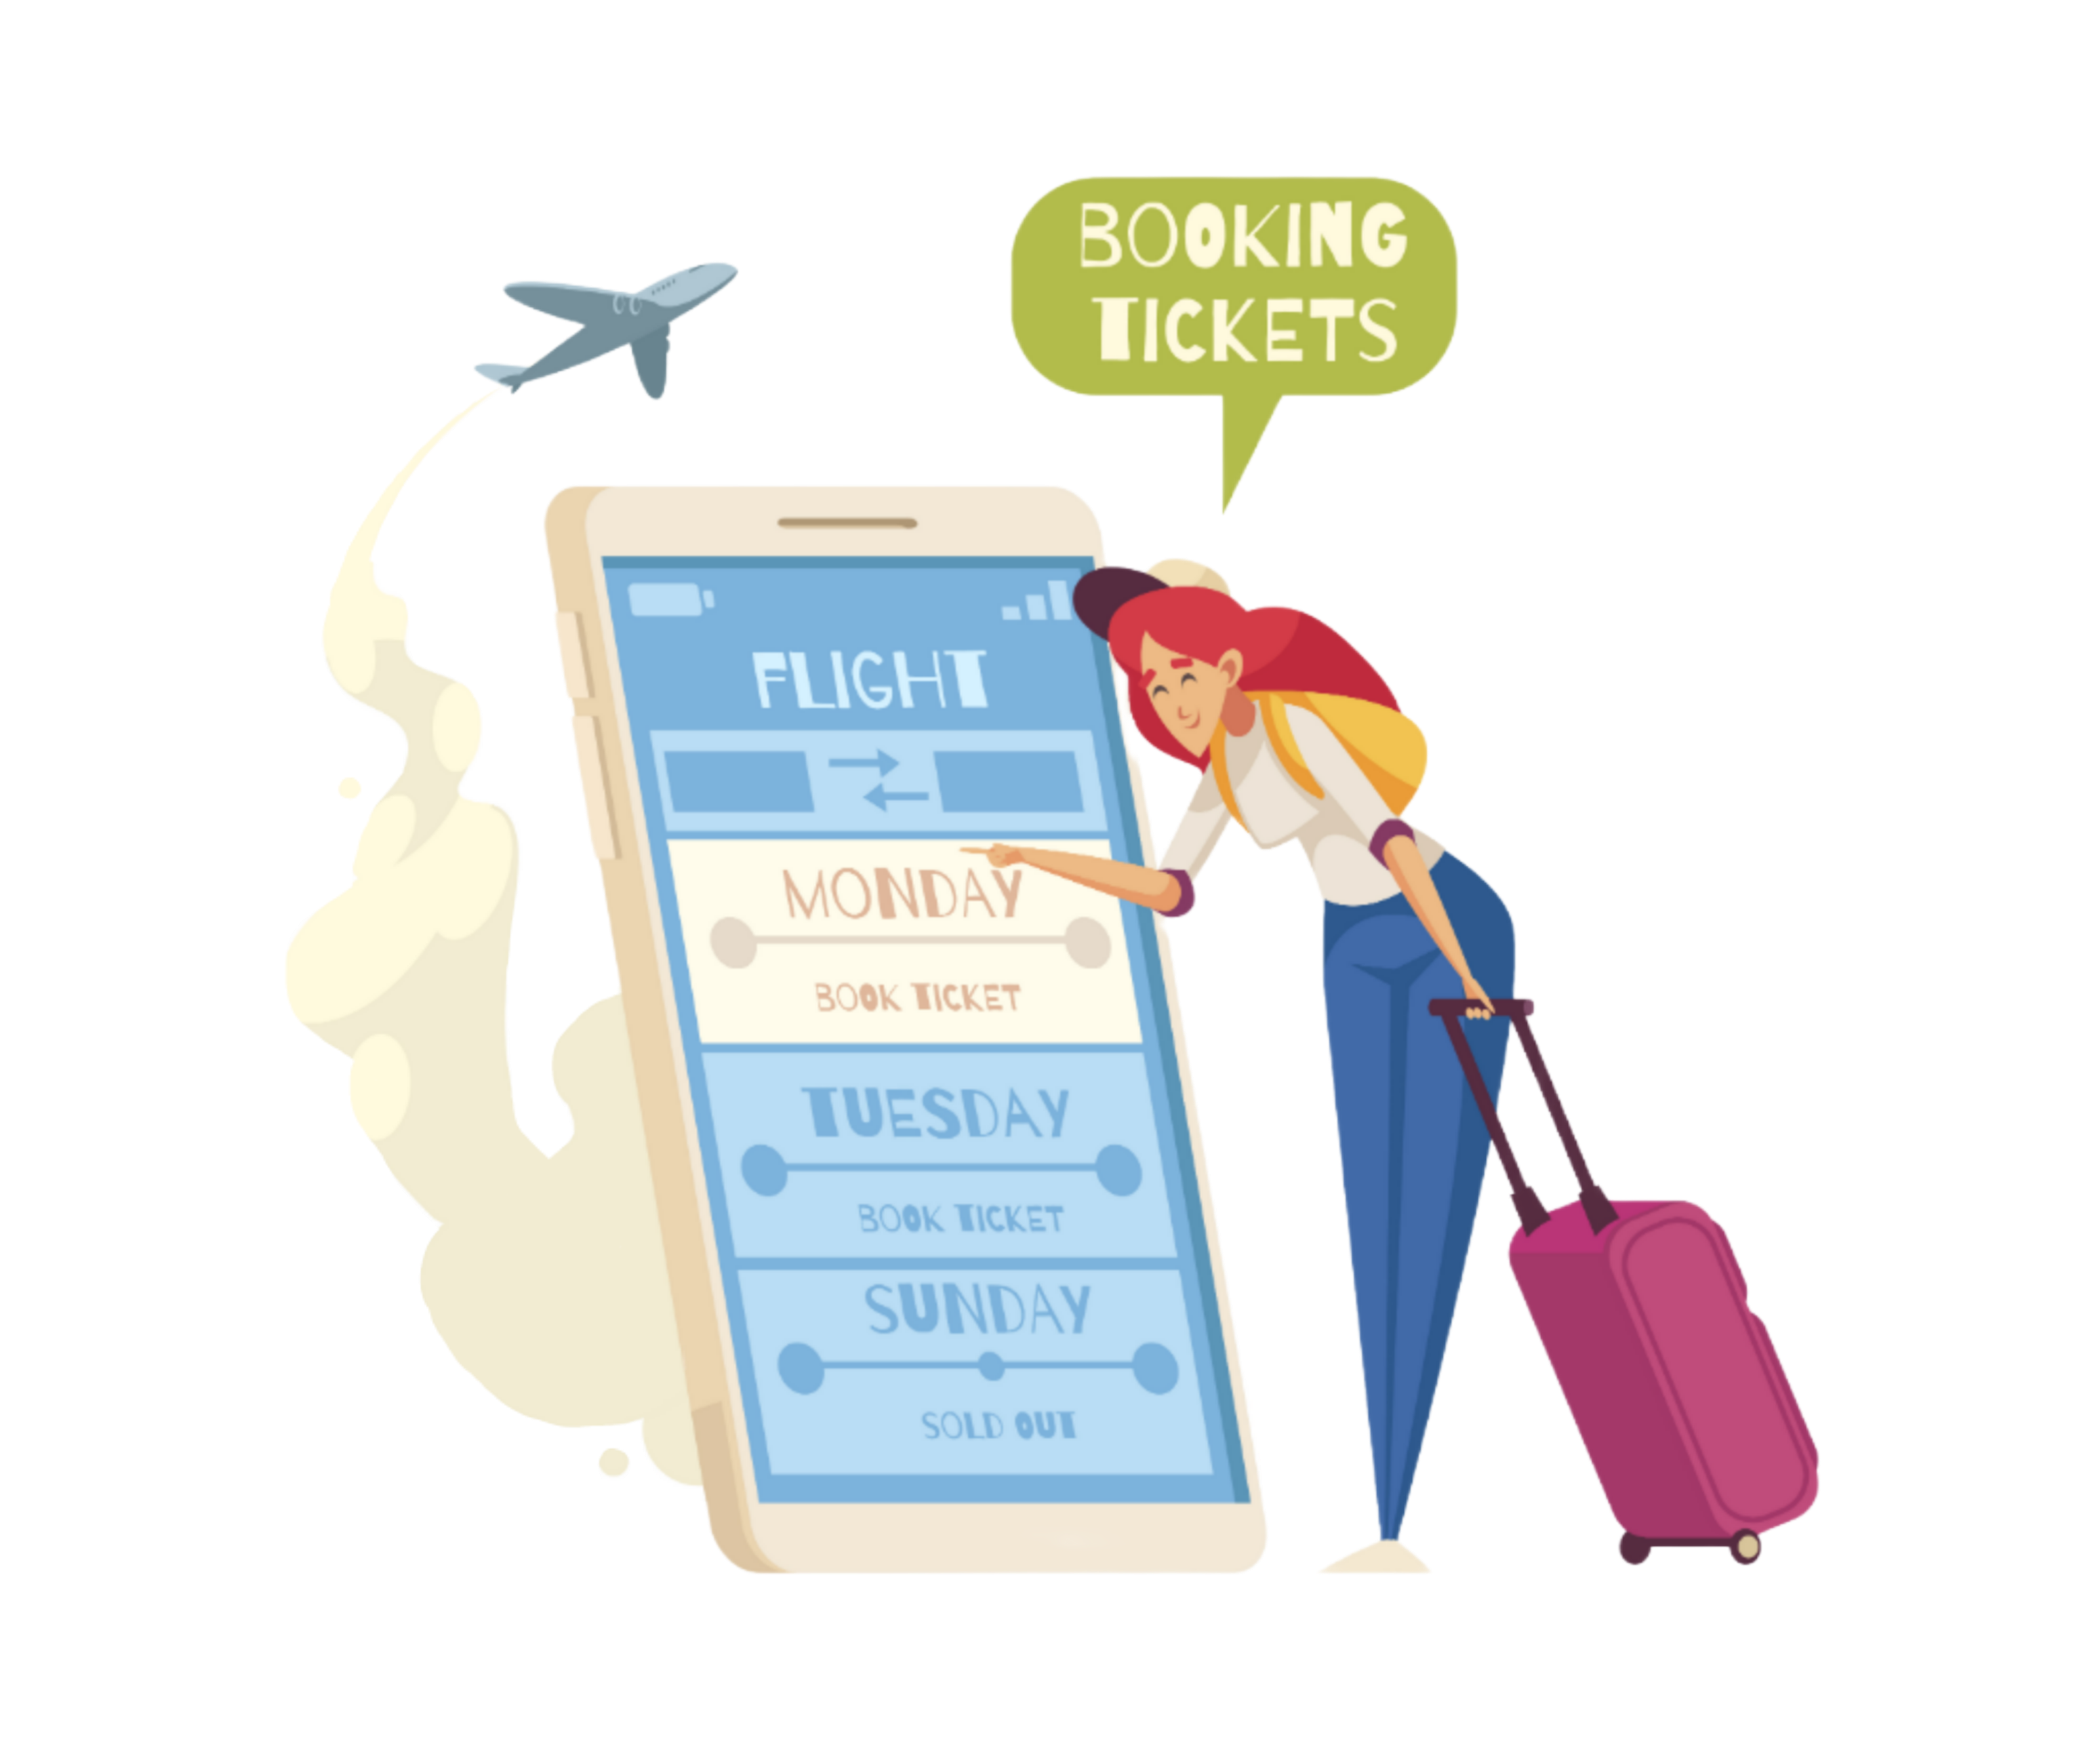 BOOKING
TICKETS
FLIGHT
MONDAY
BOOK TICKET
TUESDAY
BOOK TICKET
SUNDAY
SOLD OUT